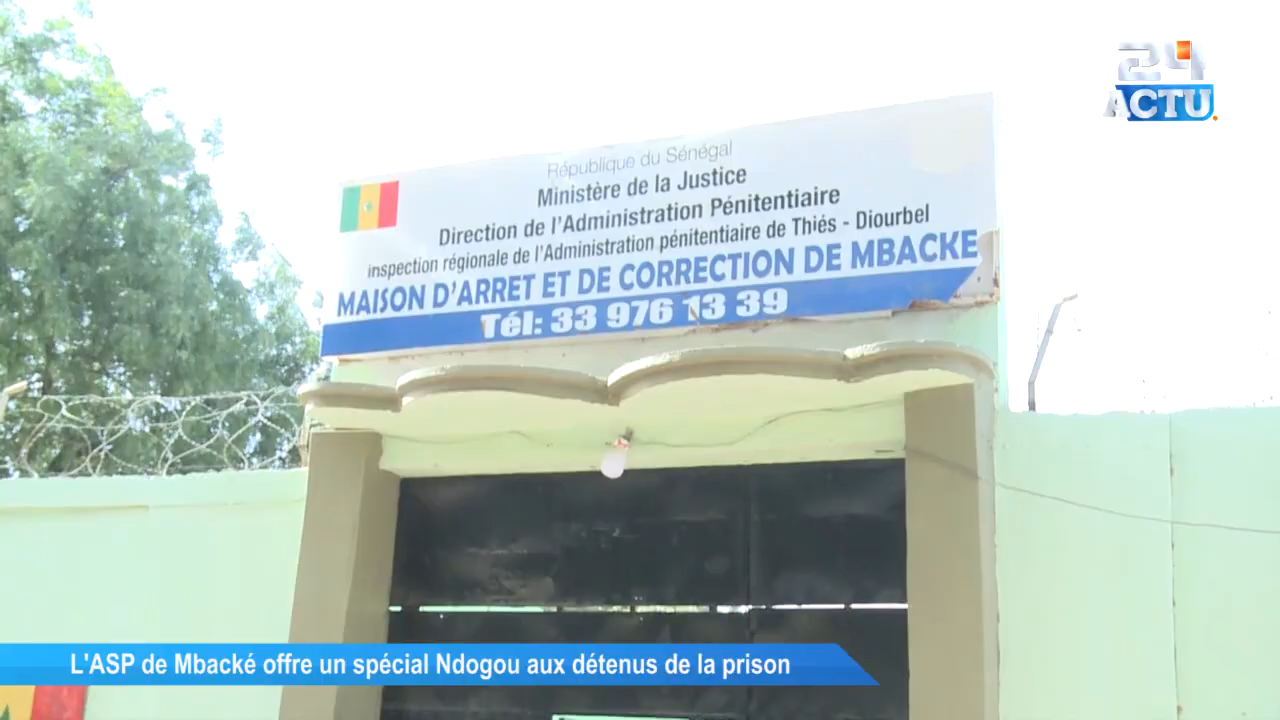 24
ACTU.
République du Sénégal
Ministère de la Justice
Direction de l'Administration Pénitentiaire
inspection régionale de l'Administration pénitentiaire de Thiés - Diourbel
MAISON D'ARRET ET DE CORRECTION DE MBACKE
Tél: 33 976 13 39
L'ASP de Mbacké offre un spécial Ndogou aux détenus de la prison